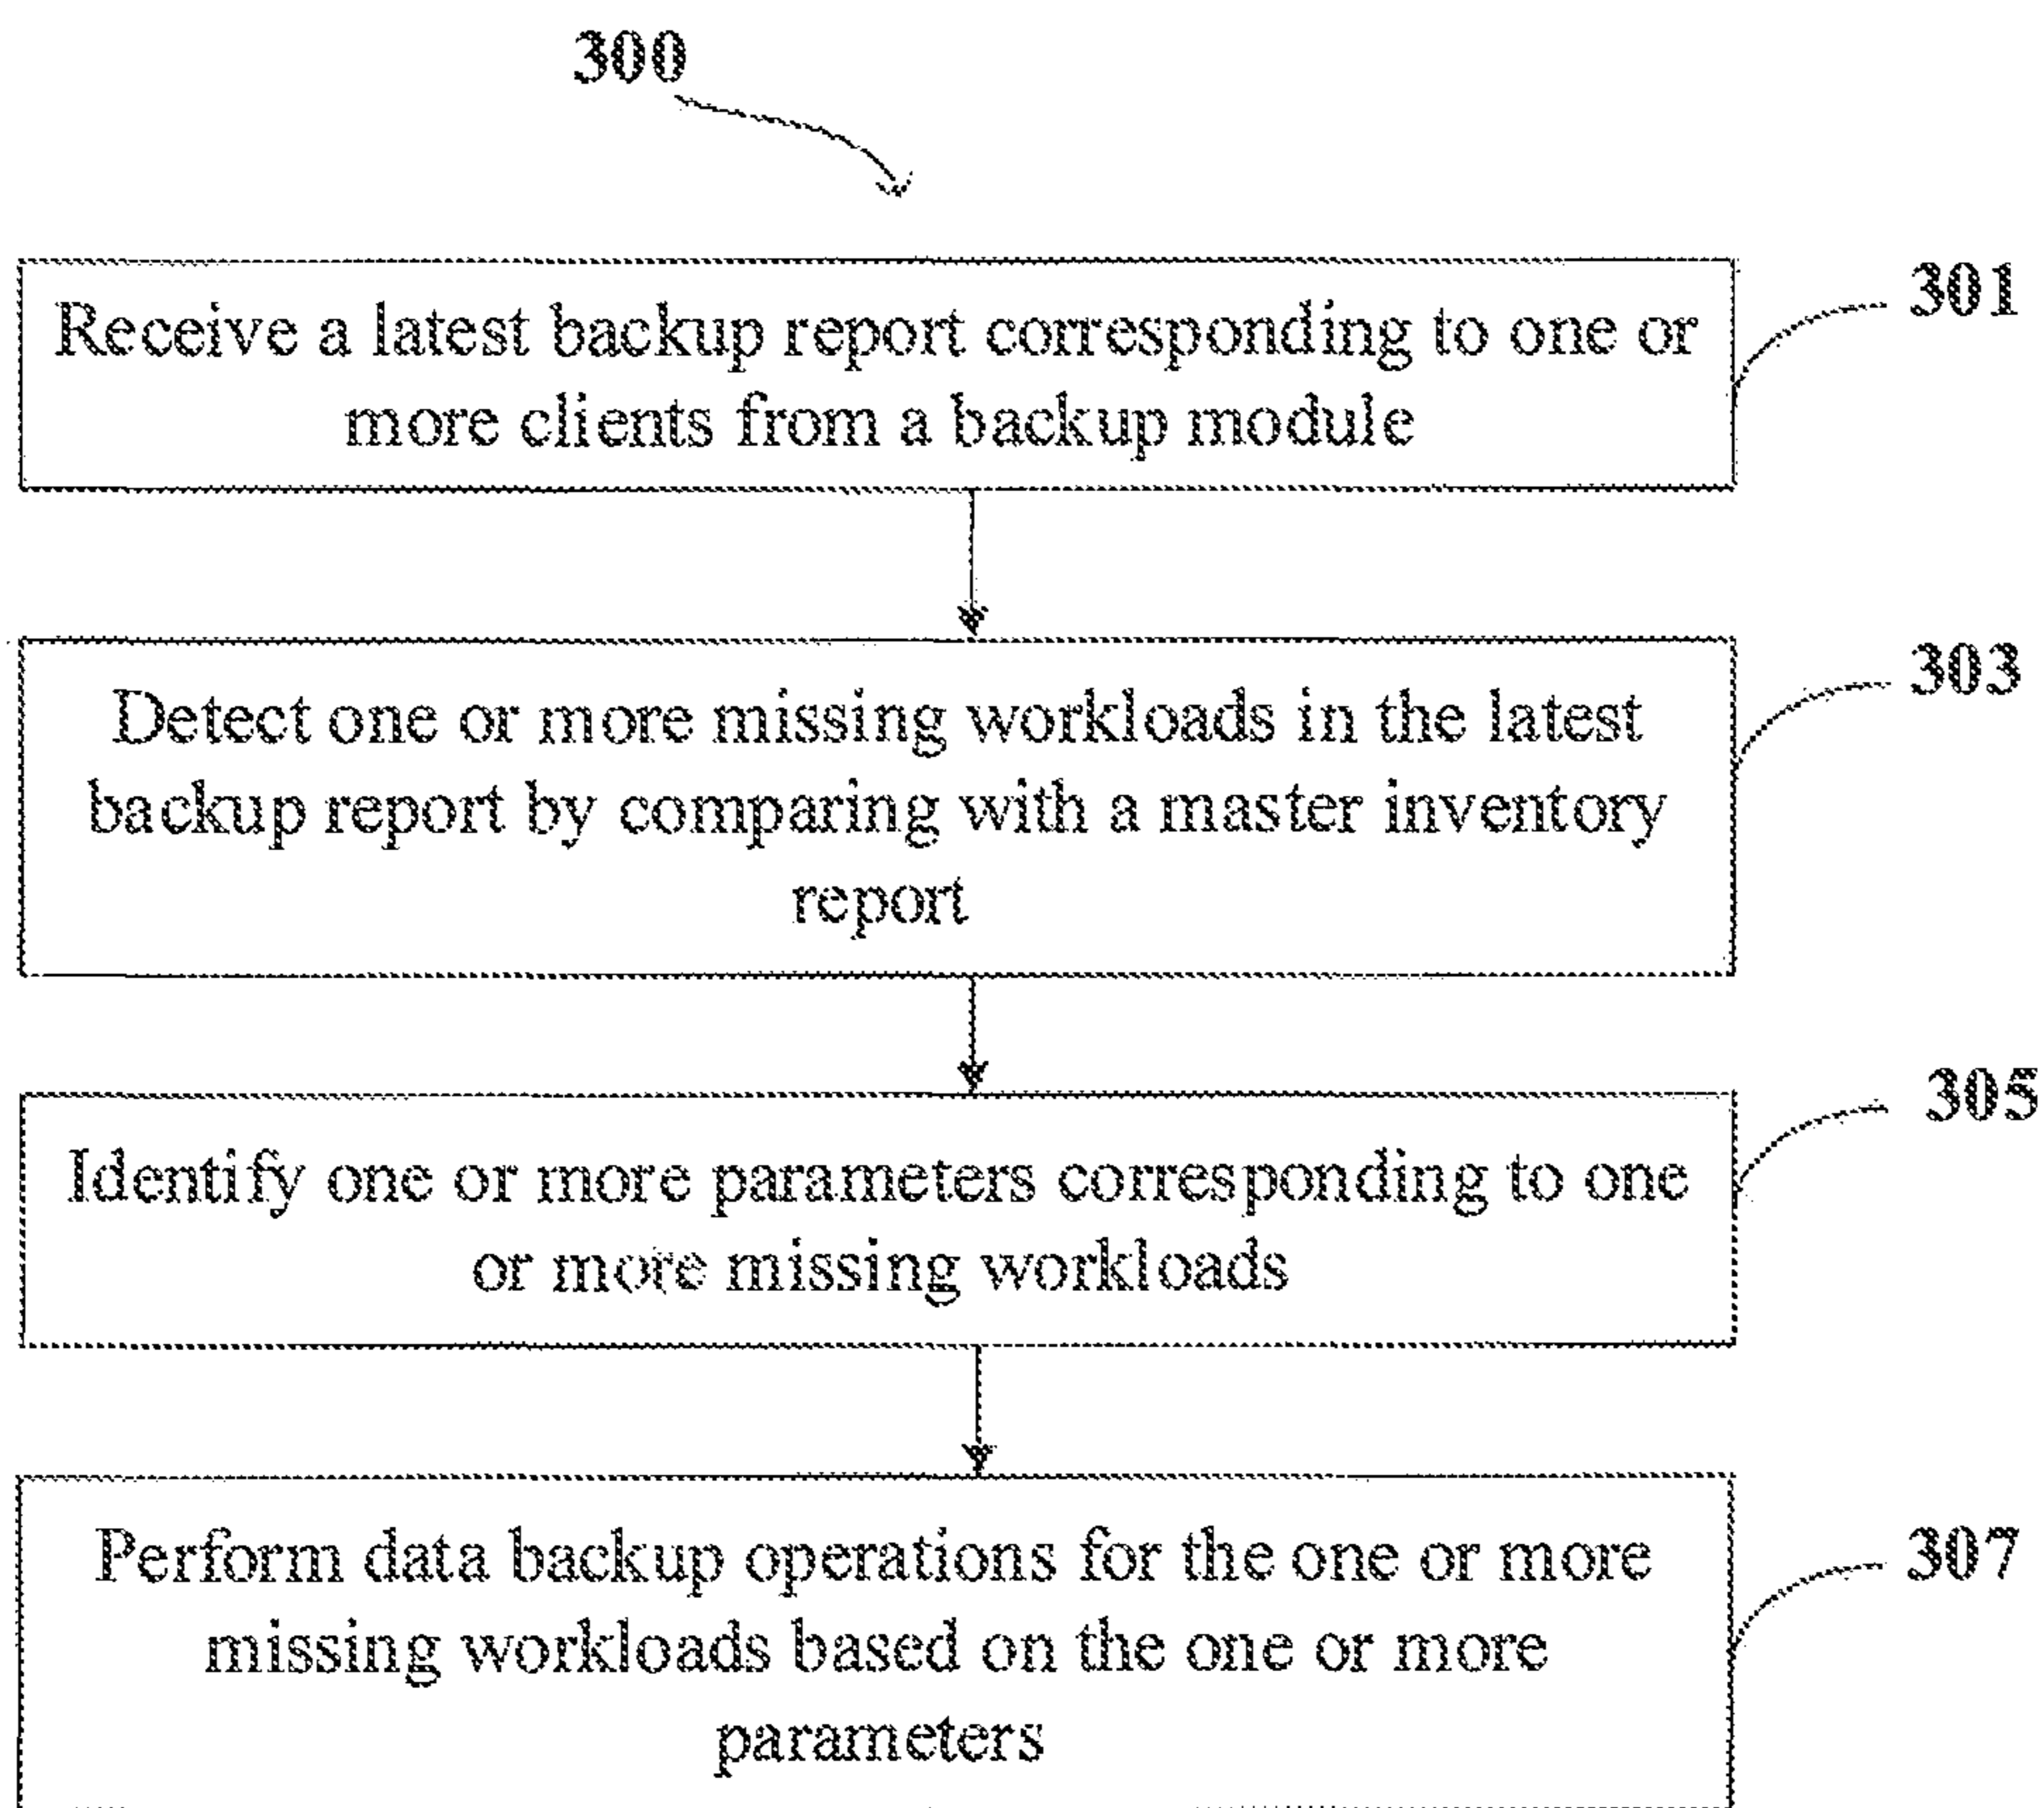 300
Receive a latest backup report corresponding to one or
more clients from a backup module
301
Detect one or more missing workloads in the latest
backup report by comparing with a master inventory
report
303
Identify one or more parameters corresponding to one
or more missing workloads
305
Perform data backup operations for the one or more
missing workloads based on the one or more
parameters
307